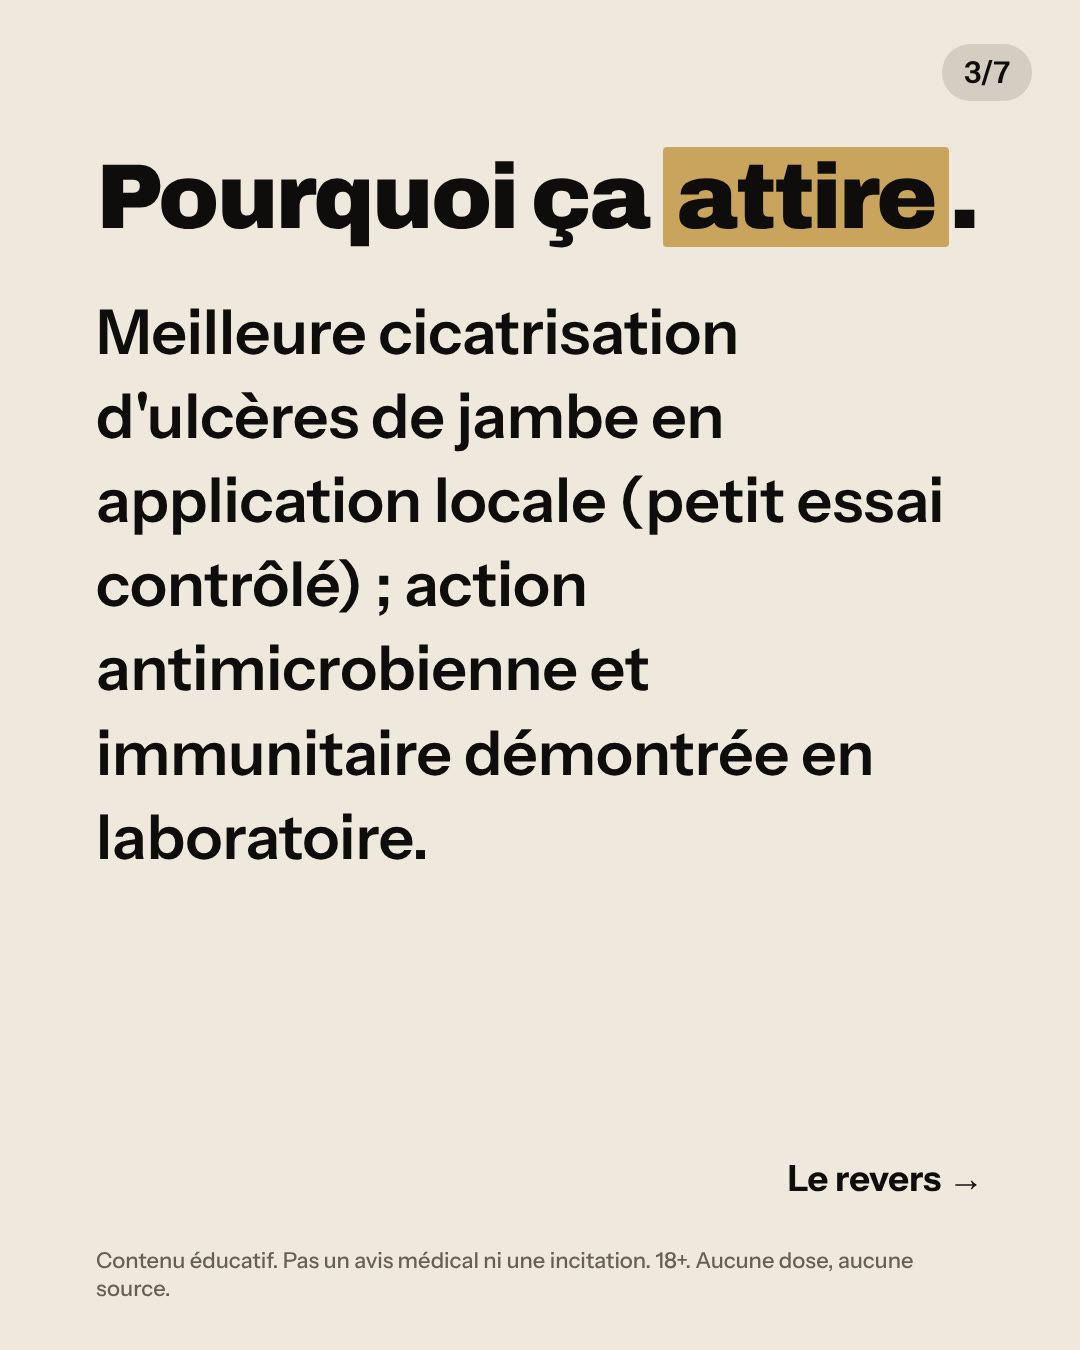 3/7
Pourquoi ça attire.
Meilleure cicatrisation
d'ulcères de jambe en
application locale (petit essai
contrôlé) ; action
antimicrobienne et
immunitaire démontrée en
laboratoire.
Le revers →
Contenu éducatif. Pas un avis médical ni une incitation. 18+. Aucune dose, aucune
source.